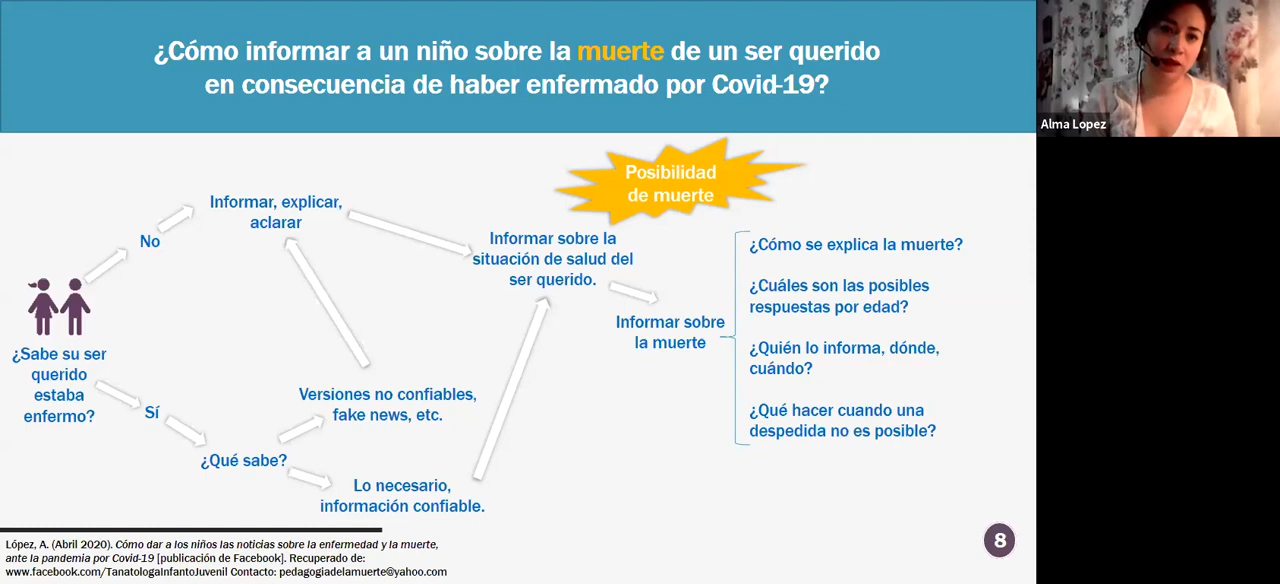 ¿Cómo informar a un niño sobre la muerte de un ser querido
en consecuencia de haber enfermado por Covid-19?
Alma Lopez
Posibilidad
de muerte
Informar, explicar,
aclarar
No
Informar sobre la
situación de salud del
ser querido.
¿Sabe su ser
querido
estaba
enfermo?
Sí
¿Qué sabe?
Versiones no confiables,
fake news, etc.
Lo necesario,
información confiable.
Informar sobre
la muerte
¿Cómo se explica la muerte?
¿Cuáles son las posibles
respuestas por edad?
¿Quién lo informa, dónde,
cuándo?
¿Qué hacer cuando una
despedida no es posible?
López, A. (Abril 2020). Cómo dar a los niños las noticias sobre la enfermedad y la muerte,
ante la pandemia por Covid-19 [publicación de Facebook]. Recuperado de:
www.facebook.com/TanatologaInfantoJuvenil Contacto: pedagogiadelamuerte@yahoo.com
8